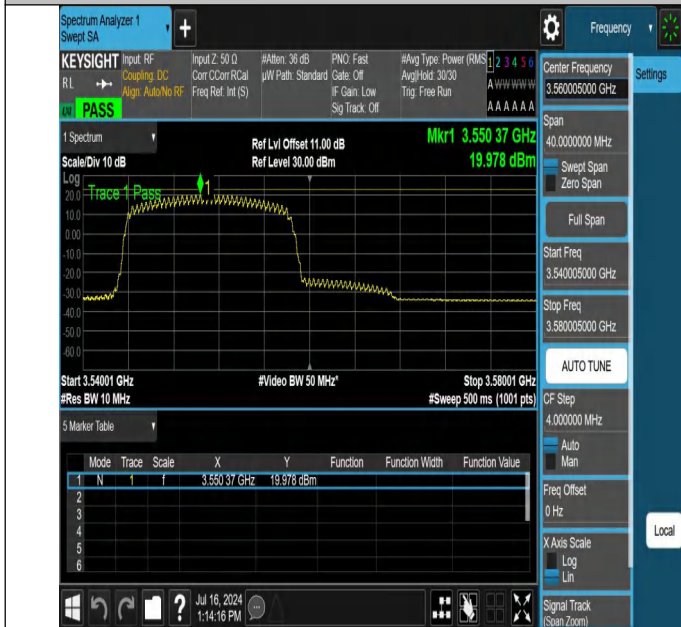 Spectrum Analyzer 1
Swept SA
+
Frequency
KEYSIGHT
RL
PASS
Input: RF
Coupling: DC
Align: Auto/No RF
Input Z: 50 Ω
Corr CCorr RCal
Freq Ref: Int (S)
#Atten: 36 dB
µW Path: Standard
PNO: Fast
Gate: Off
IF Gain: Low
Sig Track: Off
#Avg Type: Power (RMS
Avg|Hold: 30/30
Trig: Free Run
1 2 3 4 5 6
A W W W W W
A A A A A A
1 Spectrum
Scale/Div 10 dB
Ref Lvl Offset 11.00 dB
Ref Level 30.00 dBm
Mkr1 3.550 37 GHz
19.978 dBm
Log
Trace 1 Pass
1
20.0
10.0
0.00
-10.0
-20.0
-30.0
-40.0
-50.0
-60.0
Start 3.54001 GHz
#Res BW 10 MHz
#Video BW 50 MHz*
Stop 3.58001 GHz
#Sweep 500 ms (1001 pts)
5 Marker Table
Mode Trace Scale X Y Function Function Width Function Value
1 N 1 f 3.550 37 GHz 19.978 dBm
2
3
4
5
6
?
Jul 16, 2024
1:14:16 PM
Center Frequency
3.560005000 GHz
Settings
Span
40.0000000 MHz
Swept Span
Zero Span
Full Span
Start Freq
3.540005000 GHz
Stop Freq
3.580005000 GHz
AUTO TUNE
CF Step
4.000000 MHz
Auto
Man
Freq Offset
0 Hz
X Axis Scale
Log
Lin
Local
Signal Track
(Span Zoom)